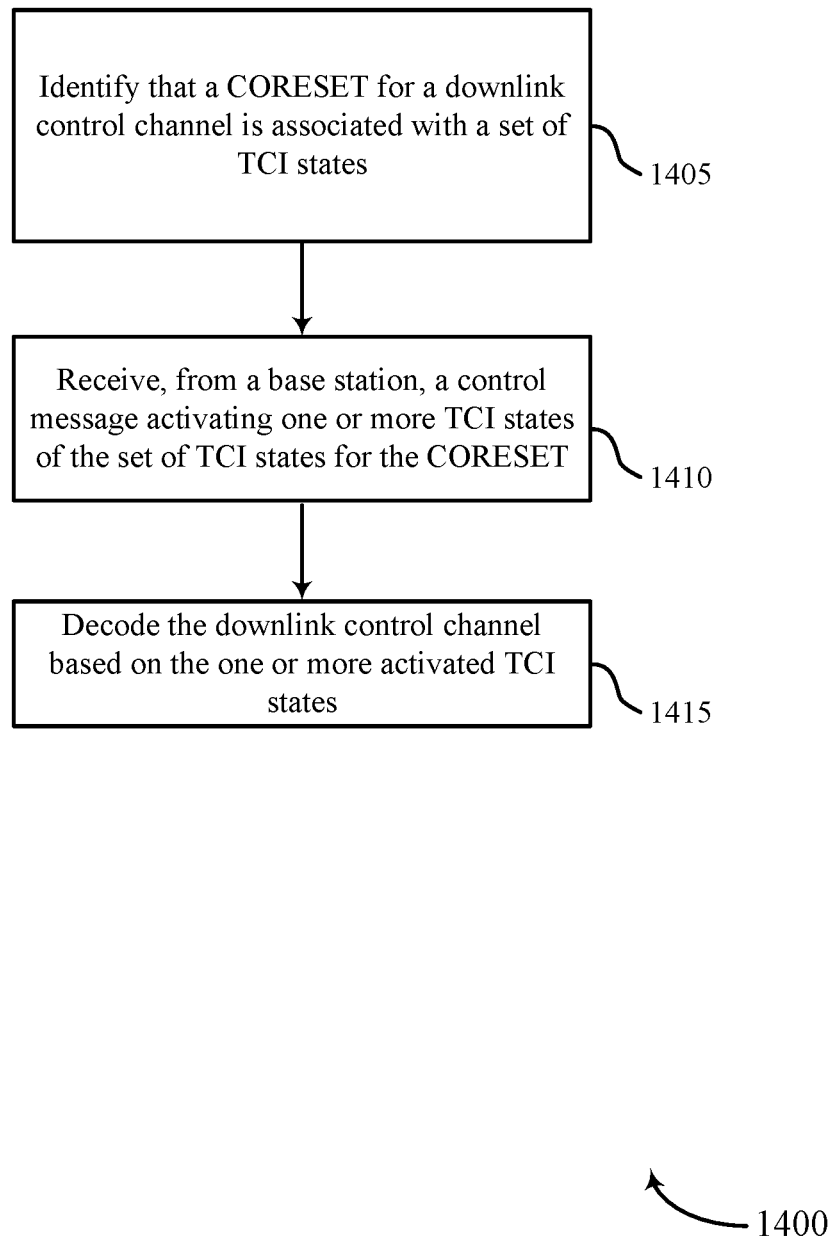 Identify that a CORESET for a downlink
control channel is associated with a set of
TCI states
1405
Receive, from a base station, a control
message activating one or more TCI states
of the set of TCI states for the CORESET
1410
Decode the downlink control channel
based on the one or more activated TCI
states
1415
1400